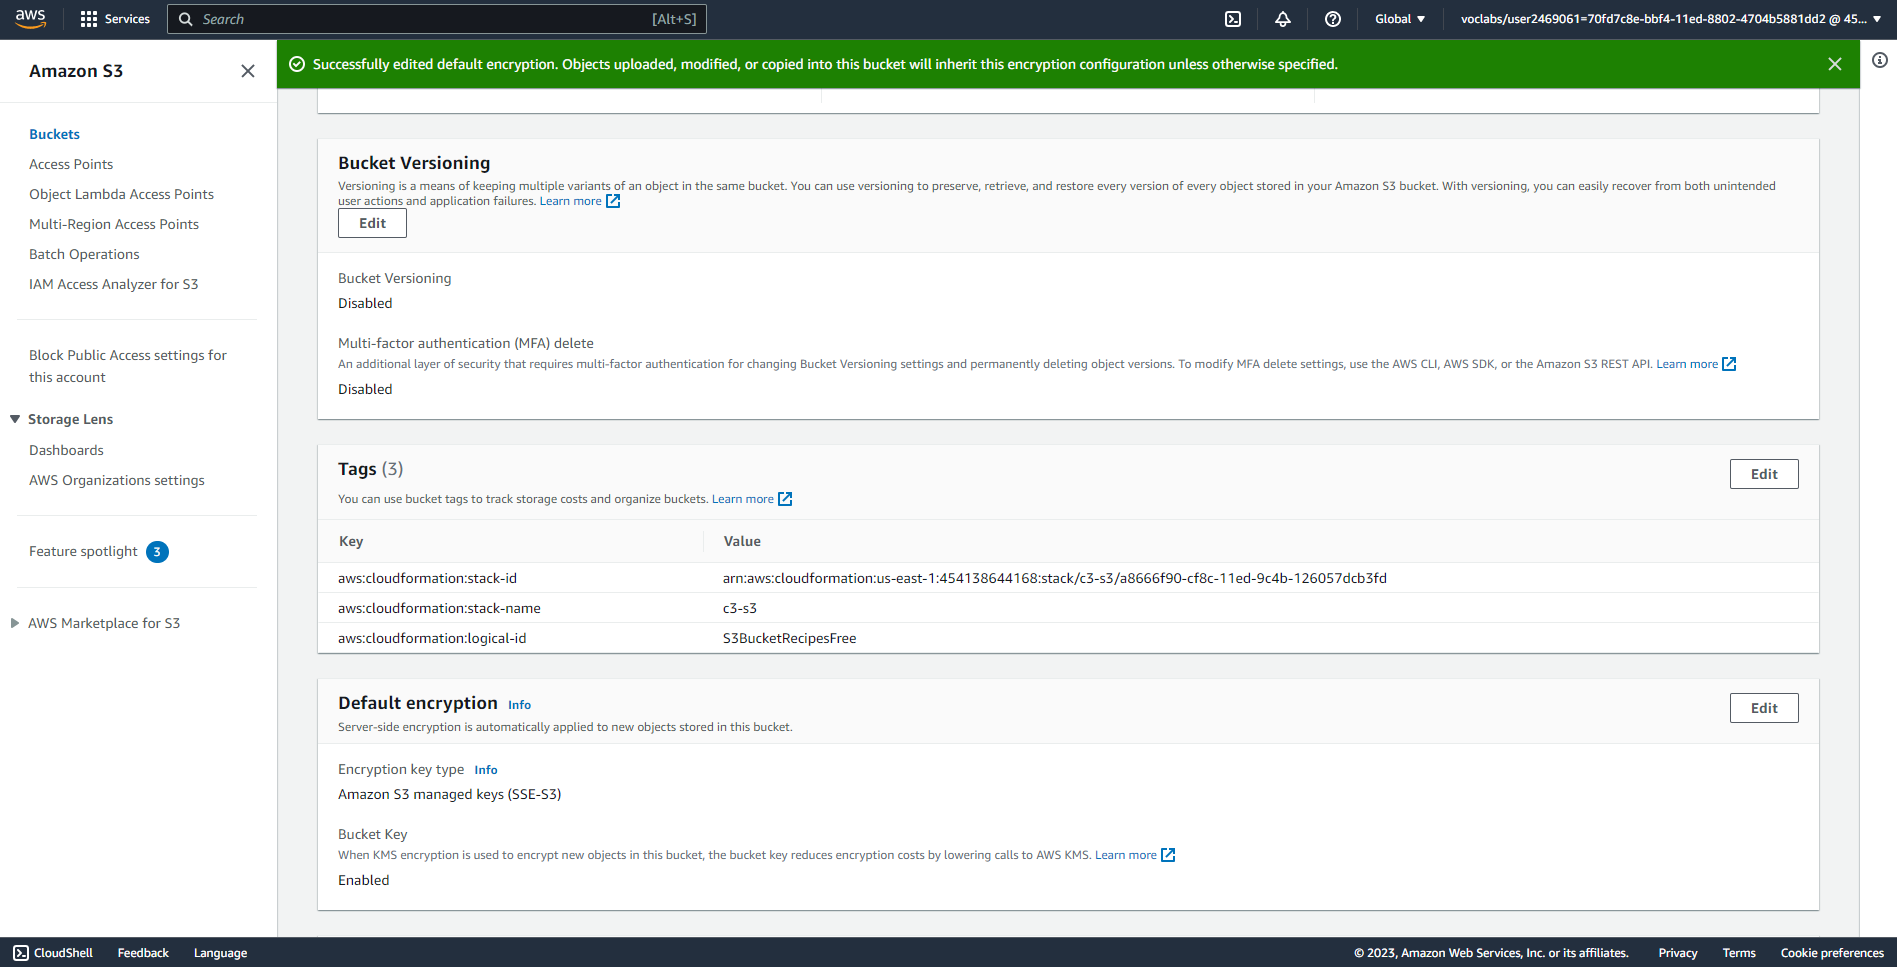 aws
Services
Search
[Alt+S]
Global
voclabs/user2469061=70fd7c8e-bbf4-11ed-8802-4704b5881dd2 @ 45...
Amazon S3
Successfully edited default encryption. Objects uploaded, modified, or copied into this bucket will inherit this encryption configuration unless otherwise specified.
Buckets
Access Points
Object Lambda Access Points
Multi-Region Access Points
Batch Operations
IAM Access Analyzer for S3
Block Public Access settings for
this account
Storage Lens
Dashboards
AWS Organizations settings
Feature spotlight 3
AWS Marketplace for S3
Bucket Versioning
Versioning is a means of keeping multiple variants of an object in the same bucket. You can use versioning to preserve, retrieve, and restore every version of every object stored in your Amazon S3 bucket. With versioning, you can easily recover from both unintended
user actions and application failures. Learn more
Edit
Bucket Versioning
Disabled
Multi-factor authentication (MFA) delete
An additional layer of security that requires multi-factor authentication for changing Bucket Versioning settings and permanently deleting object versions. To modify MFA delete settings, use the AWS CLI, AWS SDK, or the Amazon S3 REST API. Learn more
Disabled
Tags (3)
Edit
You can use bucket tags to track storage costs and organize buckets. Learn more
Key Value
aws:cloudformation:stack-id arn:aws:cloudformation:us-east-1:454138644168:stack/c3-s3/a8666f90-cf8c-11ed-9c4b-126057dcb3fd
aws:cloudformation:stack-name c3-s3
aws:cloudformation:logical-id S3BucketRecipesFree
Default encryption Info
Edit
Server-side encryption is automatically applied to new objects stored in this bucket.
Encryption key type Info
Amazon S3 managed keys (SSE-S3)
Bucket Key
When KMS encryption is used to encrypt new objects in this bucket, the bucket key reduces encryption costs by lowering calls to AWS KMS. Learn more
Enabled
CloudShell Feedback Language
© 2023, Amazon Web Services, Inc. or its affiliates. Privacy Terms Cookie preferences